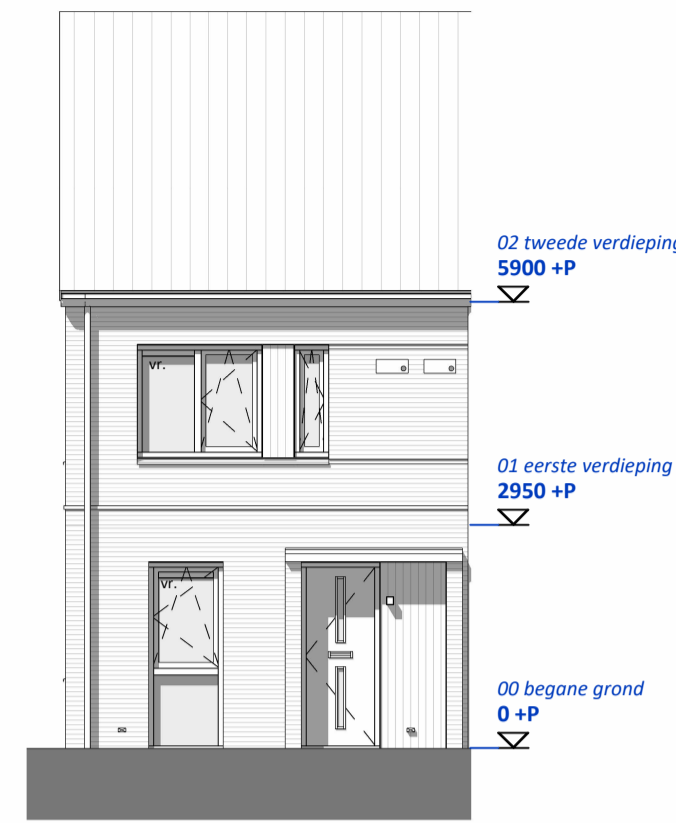 02 tweede verdieping
5900 +P
vr.
01 eerste verdieping
2950 +P
vr.
00 begane grond
0 +P